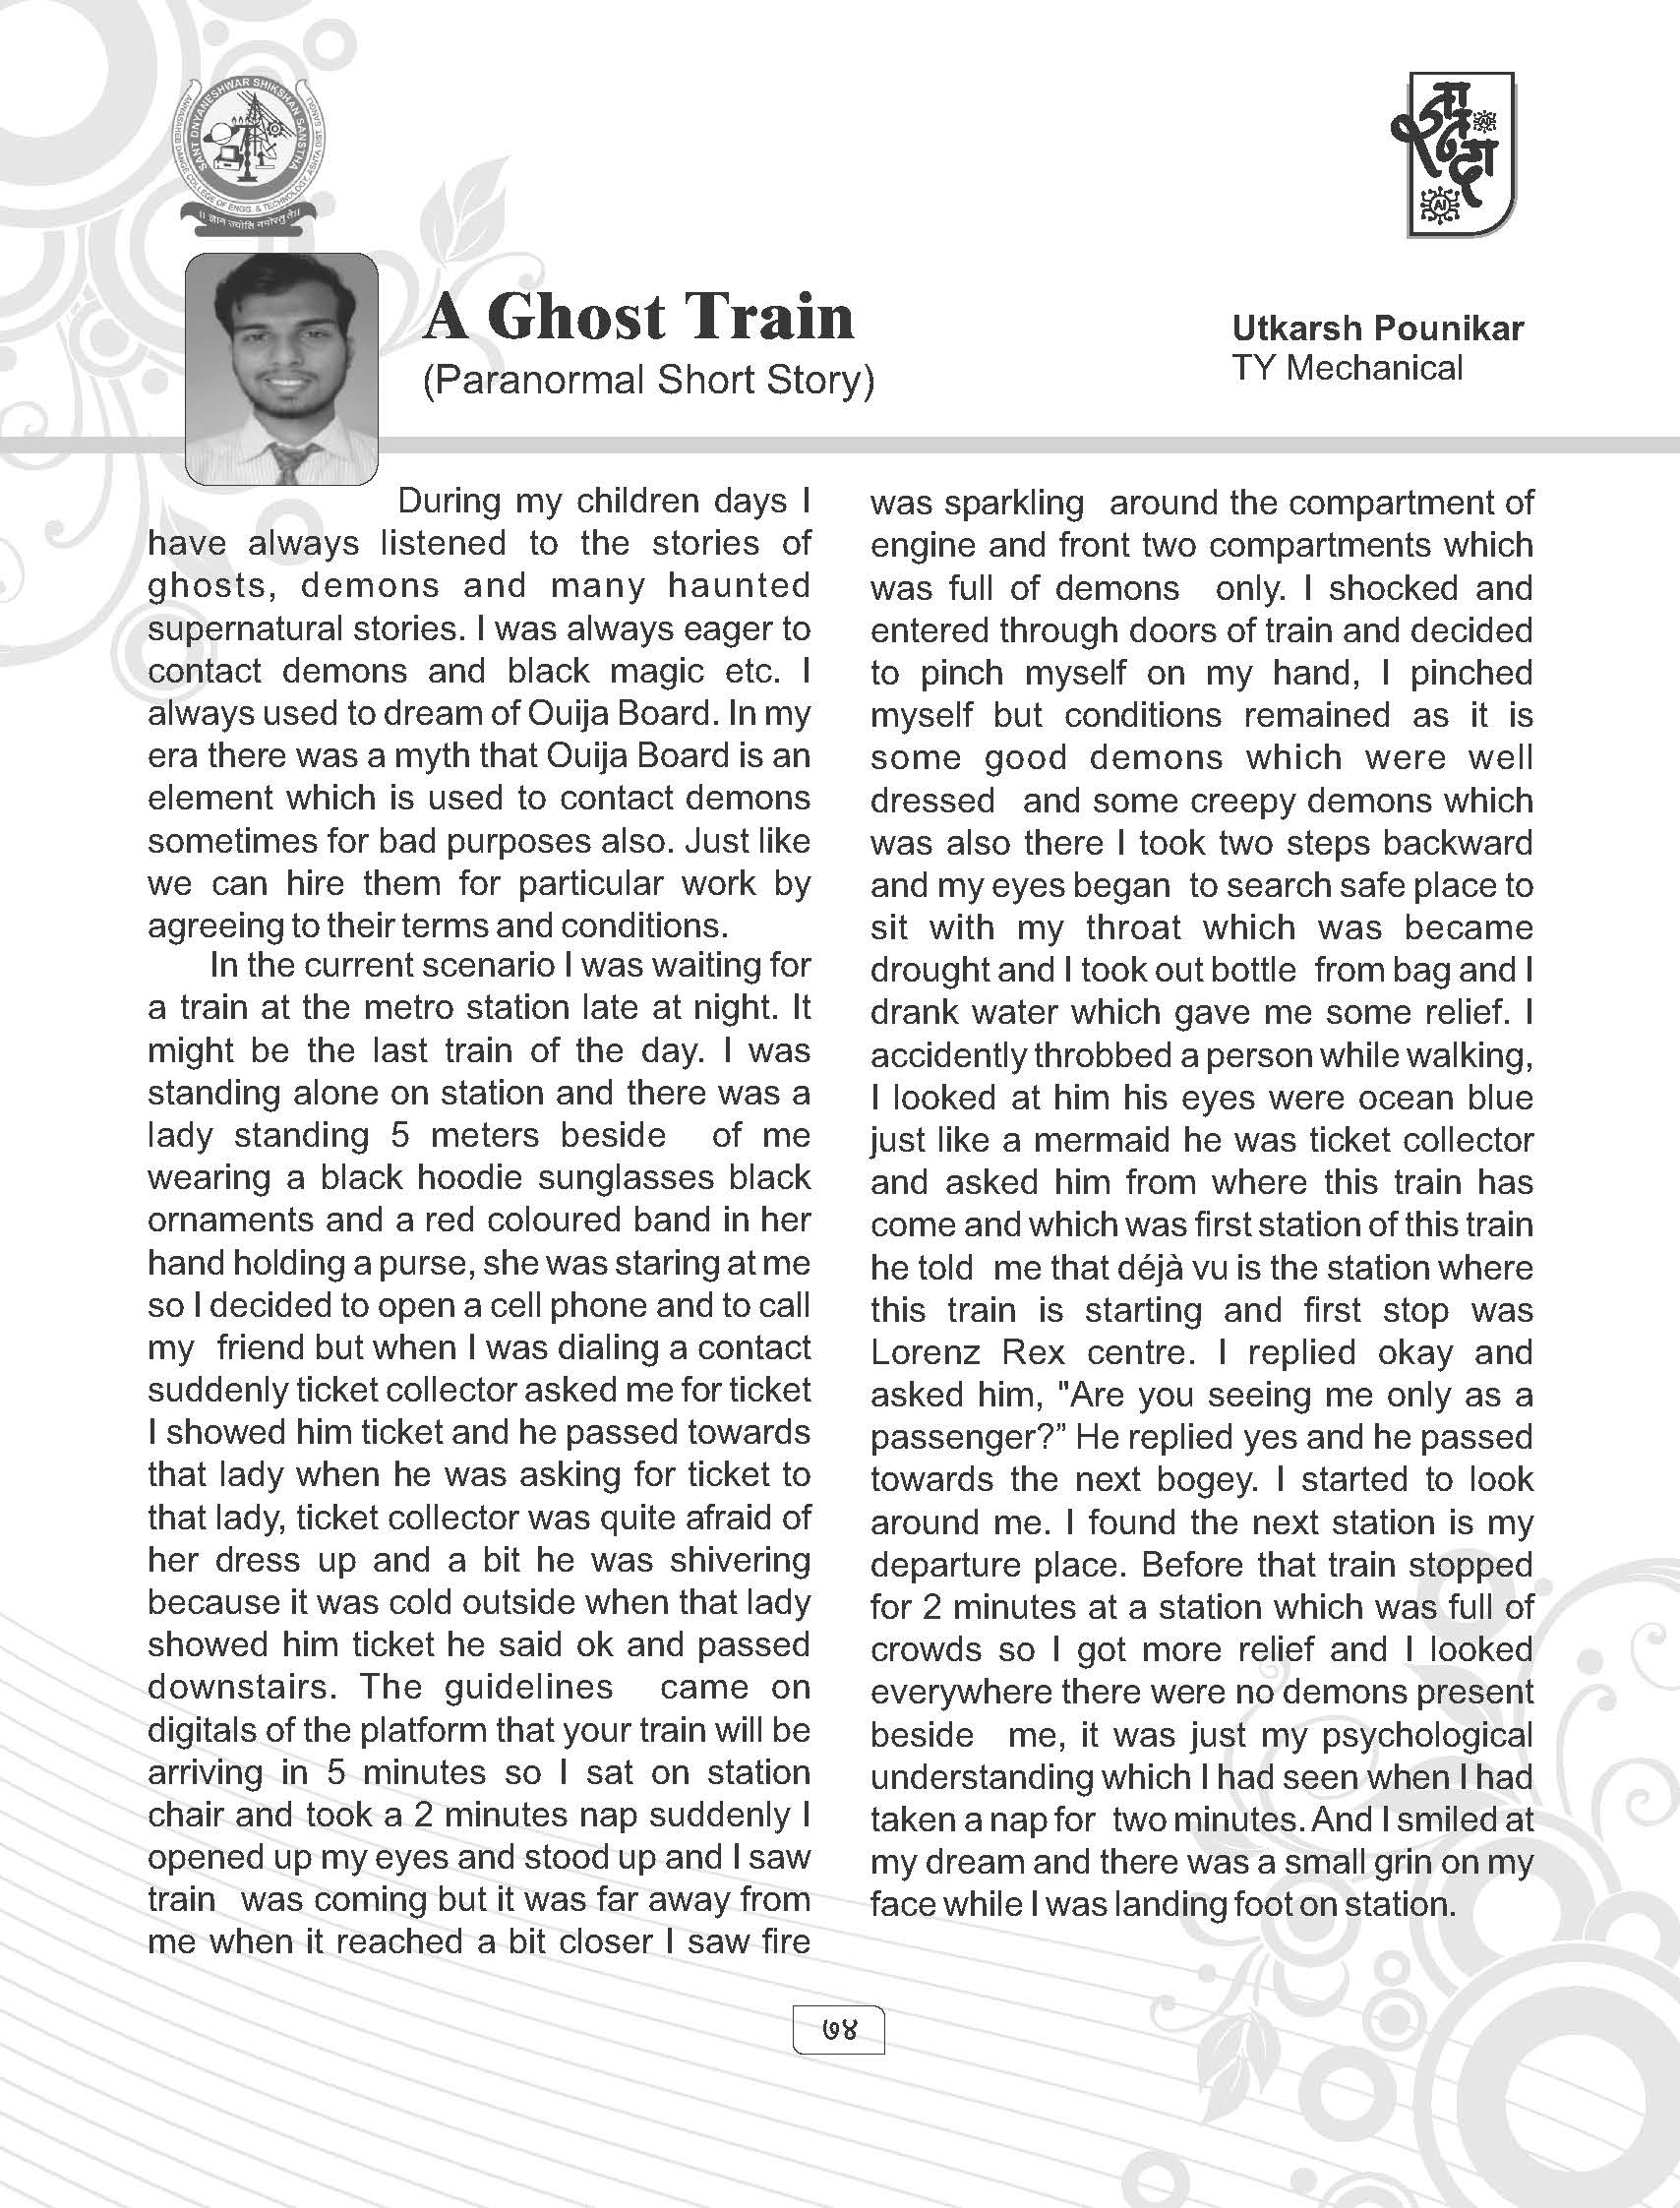 SANT DNYANESHWAR SHIKSHAN SANSTHA
ANNASAHEB DANGE COLLEGE OF ENGG. & TECHNOLOGY, ASHTA DIST. SANGLI
AI
AI
A Ghost Train
(Paranormal Short Story)
Utkarsh Pounikar
TY Mechanical
During my children days I
have always listened to the stories of
ghosts, demons and many haunted
supernatural stories. I was always eager to
contact demons and black magic etc. I
always used to dream of Ouija Board. In my
era there was a myth that Ouija Board is an
element which is used to contact demons
sometimes for bad purposes also. Just like
we can hire them for particular work by
agreeing to their terms and conditions.
In the current scenario I was waiting for
a train at the metro station late at night. It
might be the last train of the day. I was
standing alone on station and there was a
lady standing 5 meters beside of me
wearing a black hoodie sunglasses black
ornaments and a red coloured band in her
hand holding a purse, she was staring at me
so I decided to open a cell phone and to call
my friend but when I was dialing a contact
suddenly ticket collector asked me for ticket
I showed him ticket and he passed towards
that lady when he was asking for ticket to
that lady, ticket collector was quite afraid of
her dress up and a bit he was shivering
because it was cold outside when that lady
showed him ticket he said ok and passed
downstairs. The guidelines came on
digitals of the platform that your train will be
arriving in 5 minutes so I sat on station
chair and took a 2 minutes nap suddenly I
opened up my eyes and stood up and I saw
train was coming but it was far away from
me when it reached a bit closer I saw fire
was sparkling around the compartment of
engine and front two compartments which
was full of demons only. I shocked and
entered through doors of train and decided
to pinch myself on my hand, I pinched
myself but conditions remained as it is
some good demons which were well
dressed and some creepy demons which
was also there I took two steps backward
and my eyes began to search safe place to
sit with my throat which was became
drought and I took out bottle from bag and I
drank water which gave me some relief. I
accidently throbbed a person while walking,
I looked at him his eyes were ocean blue
just like a mermaid he was ticket collector
and asked him from where this train has
come and which was first station of this train
he told me that déjà vu is the station where
this train is starting and first stop was
Lorenz Rex centre. I replied okay and
asked him, "Are you seeing me only as a
passenger?” He replied yes and he passed
towards the next bogey. I started to look
around me. I found the next station is my
departure place. Before that train stopped
for 2 minutes at a station which was full of
crowds so I got more relief and I looked
everywhere there were no demons present
beside me, it was just my psychological
understanding which I had seen when I had
taken a nap for two minutes. And I smiled at
my dream and there was a small grin on my
face while I was landing foot on station.
७४